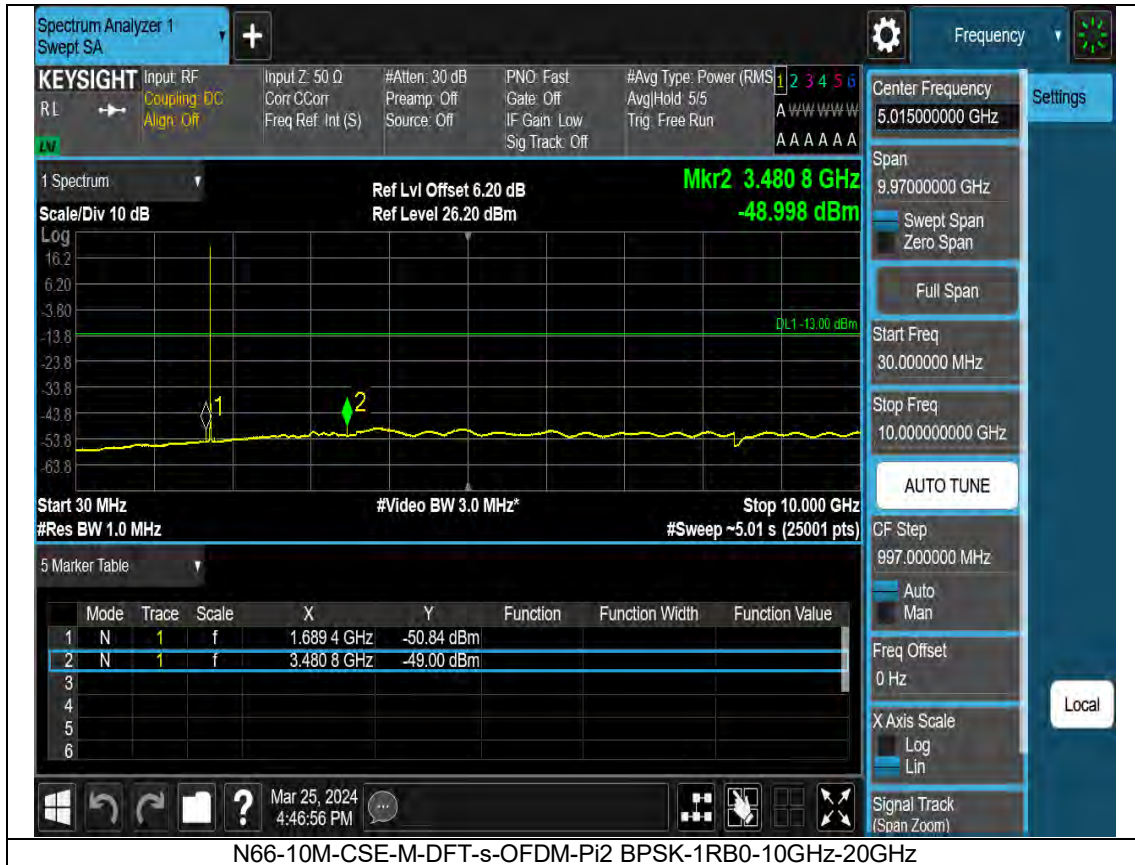 Spectrum Analyzer 1
Swept SA
Frequency
KEYSIGHT
RL
Input: RF
Coupling: DC
Align: Off
Input Z: 50 Ω
Corr CCorr
Freq Ref: Int (S)
#Atten: 30 dB
Preamp: Off
Source: Off
PNO: Fast
Gate: Off
IF Gain: Low
Sig Track: Off
#Avg Type: Power (RMS
Avg|Hold: 5/5
Trig: Free Run
1 2 3 4 5 6
A W W W W W
A A A A A A
1 Spectrum
Scale/Div 10 dB
Ref Lvl Offset 6.20 dB
Ref Level 26.20 dBm
Mkr2 3.480 8 GHz
-48.998 dBm
Log
16.2
6.20
-3.80
-13.8
-23.8
-33.8
-43.8
-53.8
-63.8
DL1 -13.00 dBm
1
2
Start 30 MHz
#Video BW 3.0 MHz*
Stop 10.000 GHz
#Res BW 1.0 MHz
#Sweep ~5.01 s (25001 pts)
5 Marker Table
Mode Trace Scale X Y Function Function Width Function Value
1 N 1 f 1.689 4 GHz -50.84 dBm
2 N 1 f 3.480 8 GHz -49.00 dBm
3
4
5
6
Mar 25, 2024
4:46:56 PM
Center Frequency
5.015000000 GHz
Settings
Span
9.97000000 GHz
Swept Span
Zero Span
Full Span
Start Freq
30.000000 MHz
Stop Freq
10.000000000 GHz
AUTO TUNE
CF Step
997.000000 MHz
Auto
Man
Freq Offset
0 Hz
X Axis Scale
Log
Lin
Local
Signal Track
(Span Zoom)
N66-10M-CSE-M-DFT-s-OFDM-Pi2 BPSK-1RB0-10GHz-20GHz